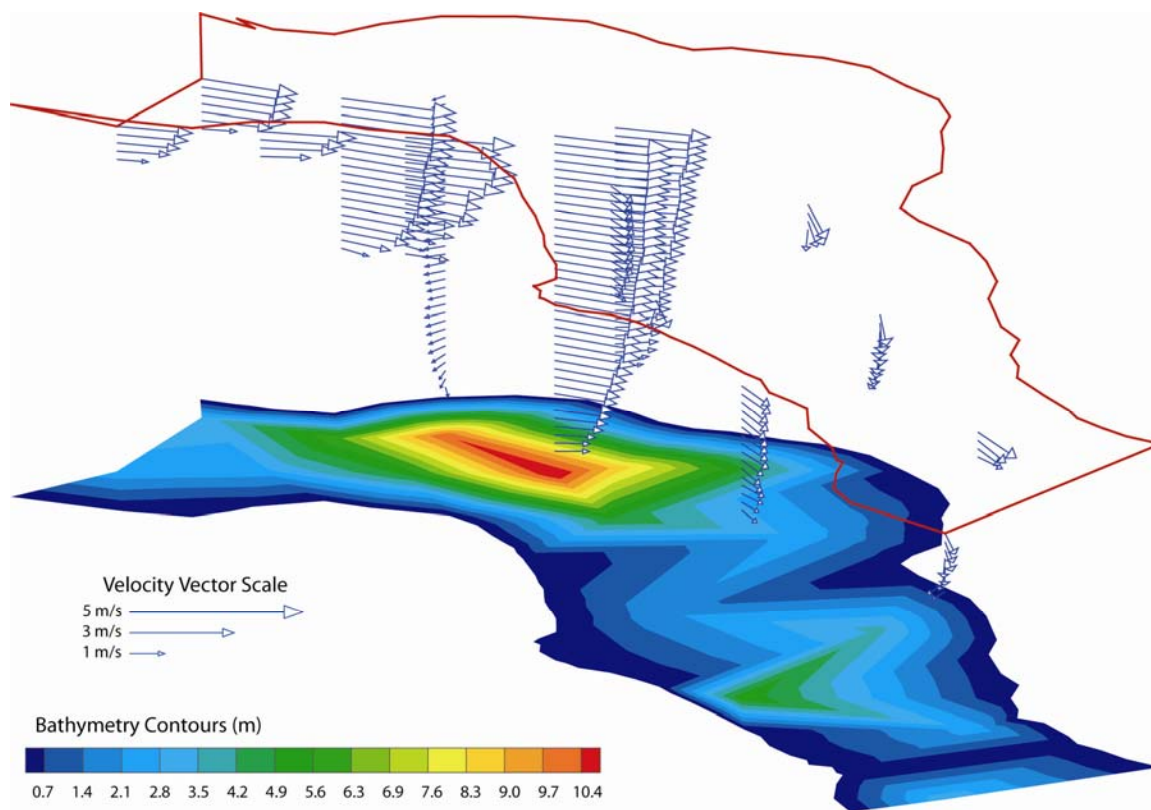 Velocity Vector Scale
5 m/s
3 m/s
1 m/s
Bathymetry Contours (m)
0.7 1.4 2.1 2.8 3.5 4.2 4.9 5.6 6.3 6.9 7.6 8.3 9.0 9.7 10.4